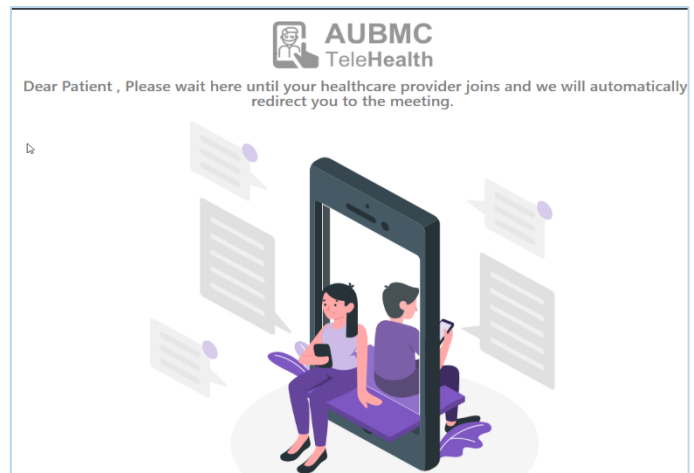 AUBMC
TeleHealth
Dear Patient , Please wait here until your healthcare provider joins and we will automatically
redirect you to the meeting.